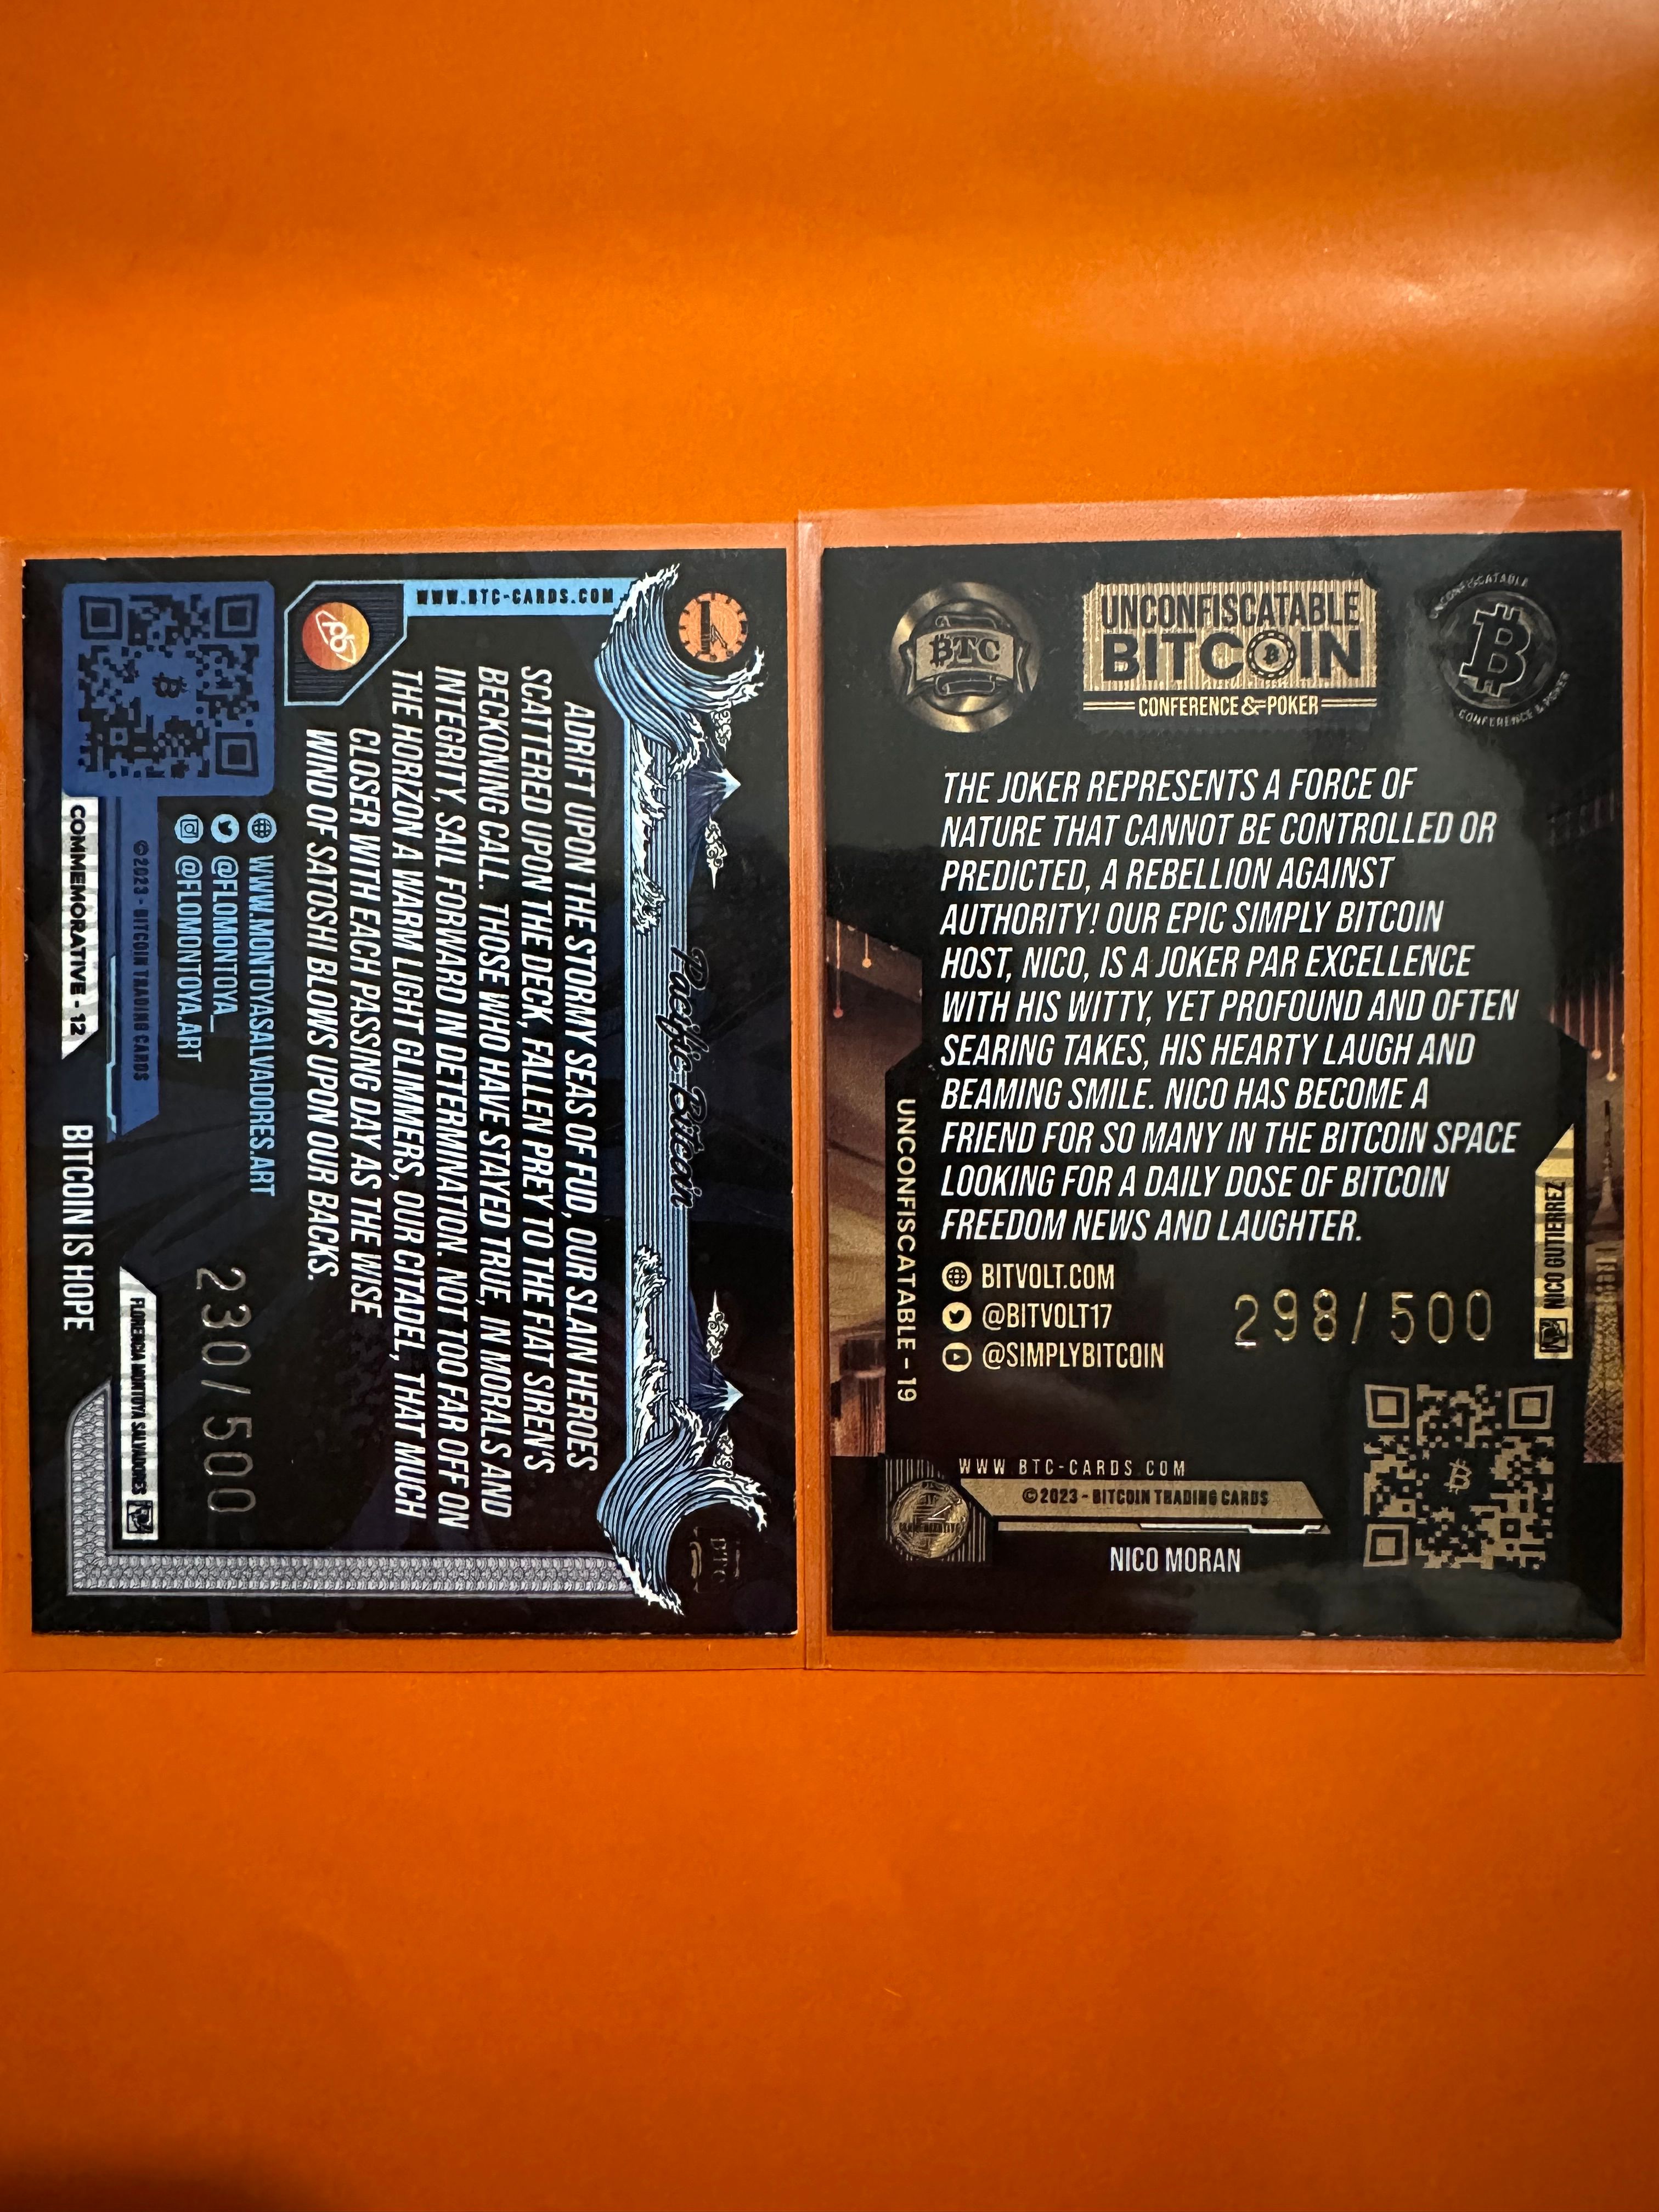 WWW.BTC-CARDS.COM
Pacific Bitcoin
BTC
ADRIFT UPON THE STORMY SEAS OF FUD, OUR SLAIN HEROES
SCATTERED UPON THE DECK, FALLEN PREY TO THE FIAT SIREN'S
BECKONING CALL. THOSE WHO HAVE STAYED TRUE, IN MORALS AND
INTEGRITY, SAIL FORWARD IN DETERMINATION. NOT TOO FAR OFF ON
THE HORIZON A WARM LIGHT GLIMMERS, OUR CITADEL, THAT MUCH
CLOSER WITH EACH PASSING DAY AS THE WISE
WIND OF SATOSHI BLOWS UPON OUR BACKS.
pb
WWW.MONTOYASALVADORES.ART
@FLOMONTOYA_
@FLOMONTOYA.ART
230/500
©2023 - BITCOIN TRADING CARDS
FLORENCIA MONTOYA SALVADORES
COMMEMORATIVE - 12
BITCOIN IS HOPE
BTC
UNCONFISCATABLE
BITCOIN
CONFERENCE & POKER
UNCONFISCATABLE
CONFERENCE & POKER
THE JOKER REPRESENTS A FORCE OF
NATURE THAT CANNOT BE CONTROLLED OR
PREDICTED, A REBELLION AGAINST
AUTHORITY! OUR EPIC SIMPLY BITCOIN
HOST, NICO, IS A JOKER PAR EXCELLENCE
WITH HIS WITTY, YET PROFOUND AND OFTEN
SEARING TAKES, HIS HEARTY LAUGH AND
BEAMING SMILE. NICO HAS BECOME A
FRIEND FOR SO MANY IN THE BITCOIN SPACE
LOOKING FOR A DAILY DOSE OF BITCOIN
FREEDOM NEWS AND LAUGHTER.
BITVOLT.COM
@BITVOLT17
@SIMPLYBITCOIN
298/500
NICO GUTIERREZ
UNCONFISCATABLE - 19
WWW.BTC-CARDS.COM
©2023 - BITCOIN TRADING CARDS
NICO MORAN